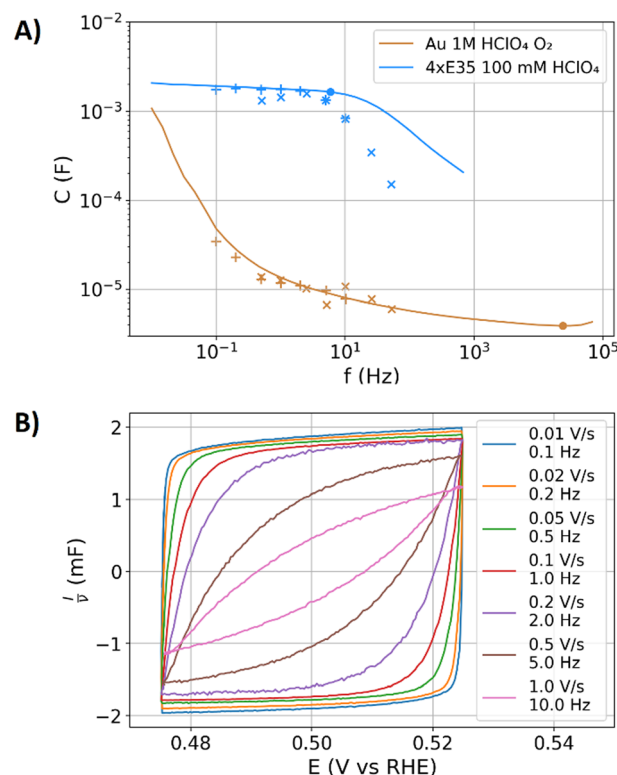 A)
10⁻²
10⁻³
10⁻⁴
10⁻⁵
C (F)
Au 1M HClO₄ O₂
4xE35 100 mM HClO₄
10⁻¹
10¹
10³
10⁵
f (Hz)
B)
2
1
0
−1
−2
I/ν (mF)
0.01 V/s
0.1 Hz
0.02 V/s
0.2 Hz
0.05 V/s
0.5 Hz
0.1 V/s
1.0 Hz
0.2 V/s
2.0 Hz
0.5 V/s
5.0 Hz
1.0 V/s
10.0 Hz
0.48
0.50
0.52
0.54
E (V vs RHE)